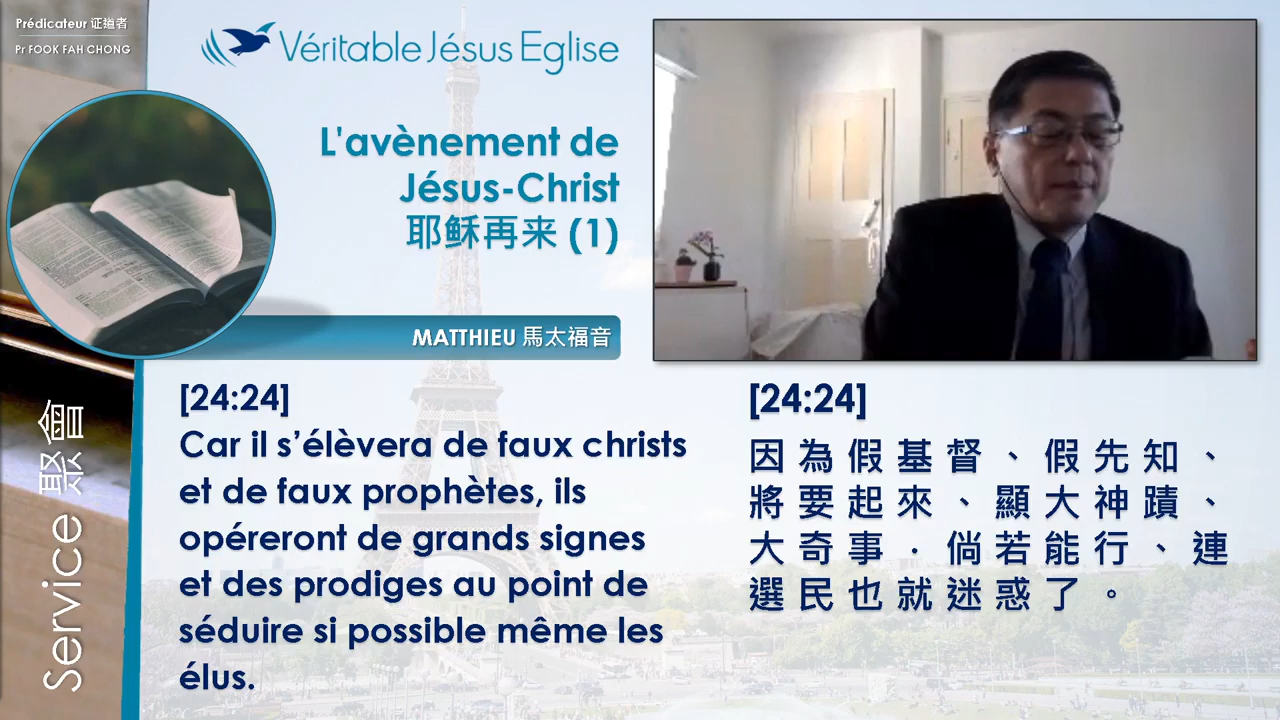 Prédicateur 证道者
Pr FOOK FAH CHONG
Véritable Jésus Eglise
L'avènement de
Jésus-Christ
耶稣再来 (1)
MATTHIEU 馬太福音
Service 聚會
[24:24]
Car il s’élèvera de faux christs
et de faux prophètes, ils
opéreront de grands signes
et des prodiges au point de
séduire si possible même les
élus.
[24:24]
因為假基督、假先知、
將要起來、顯大神蹟、
大奇事．倘若能行、連
選民也就迷惑了。